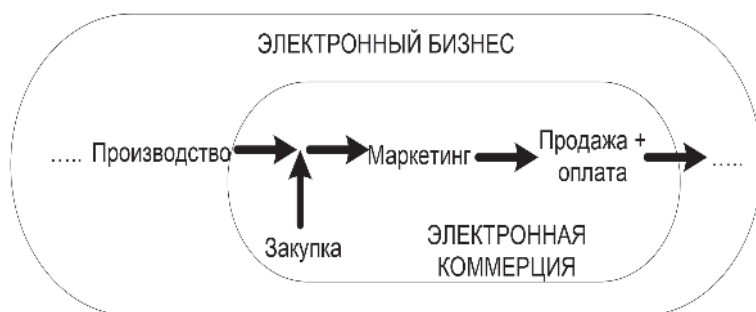 ЭЛЕКТРОННЫЙ БИЗНЕС
..... Производство
Маркетинг
Продажа +
оплата
.....
Закупка
ЭЛЕКТРОННАЯ
КОММЕРЦИЯ